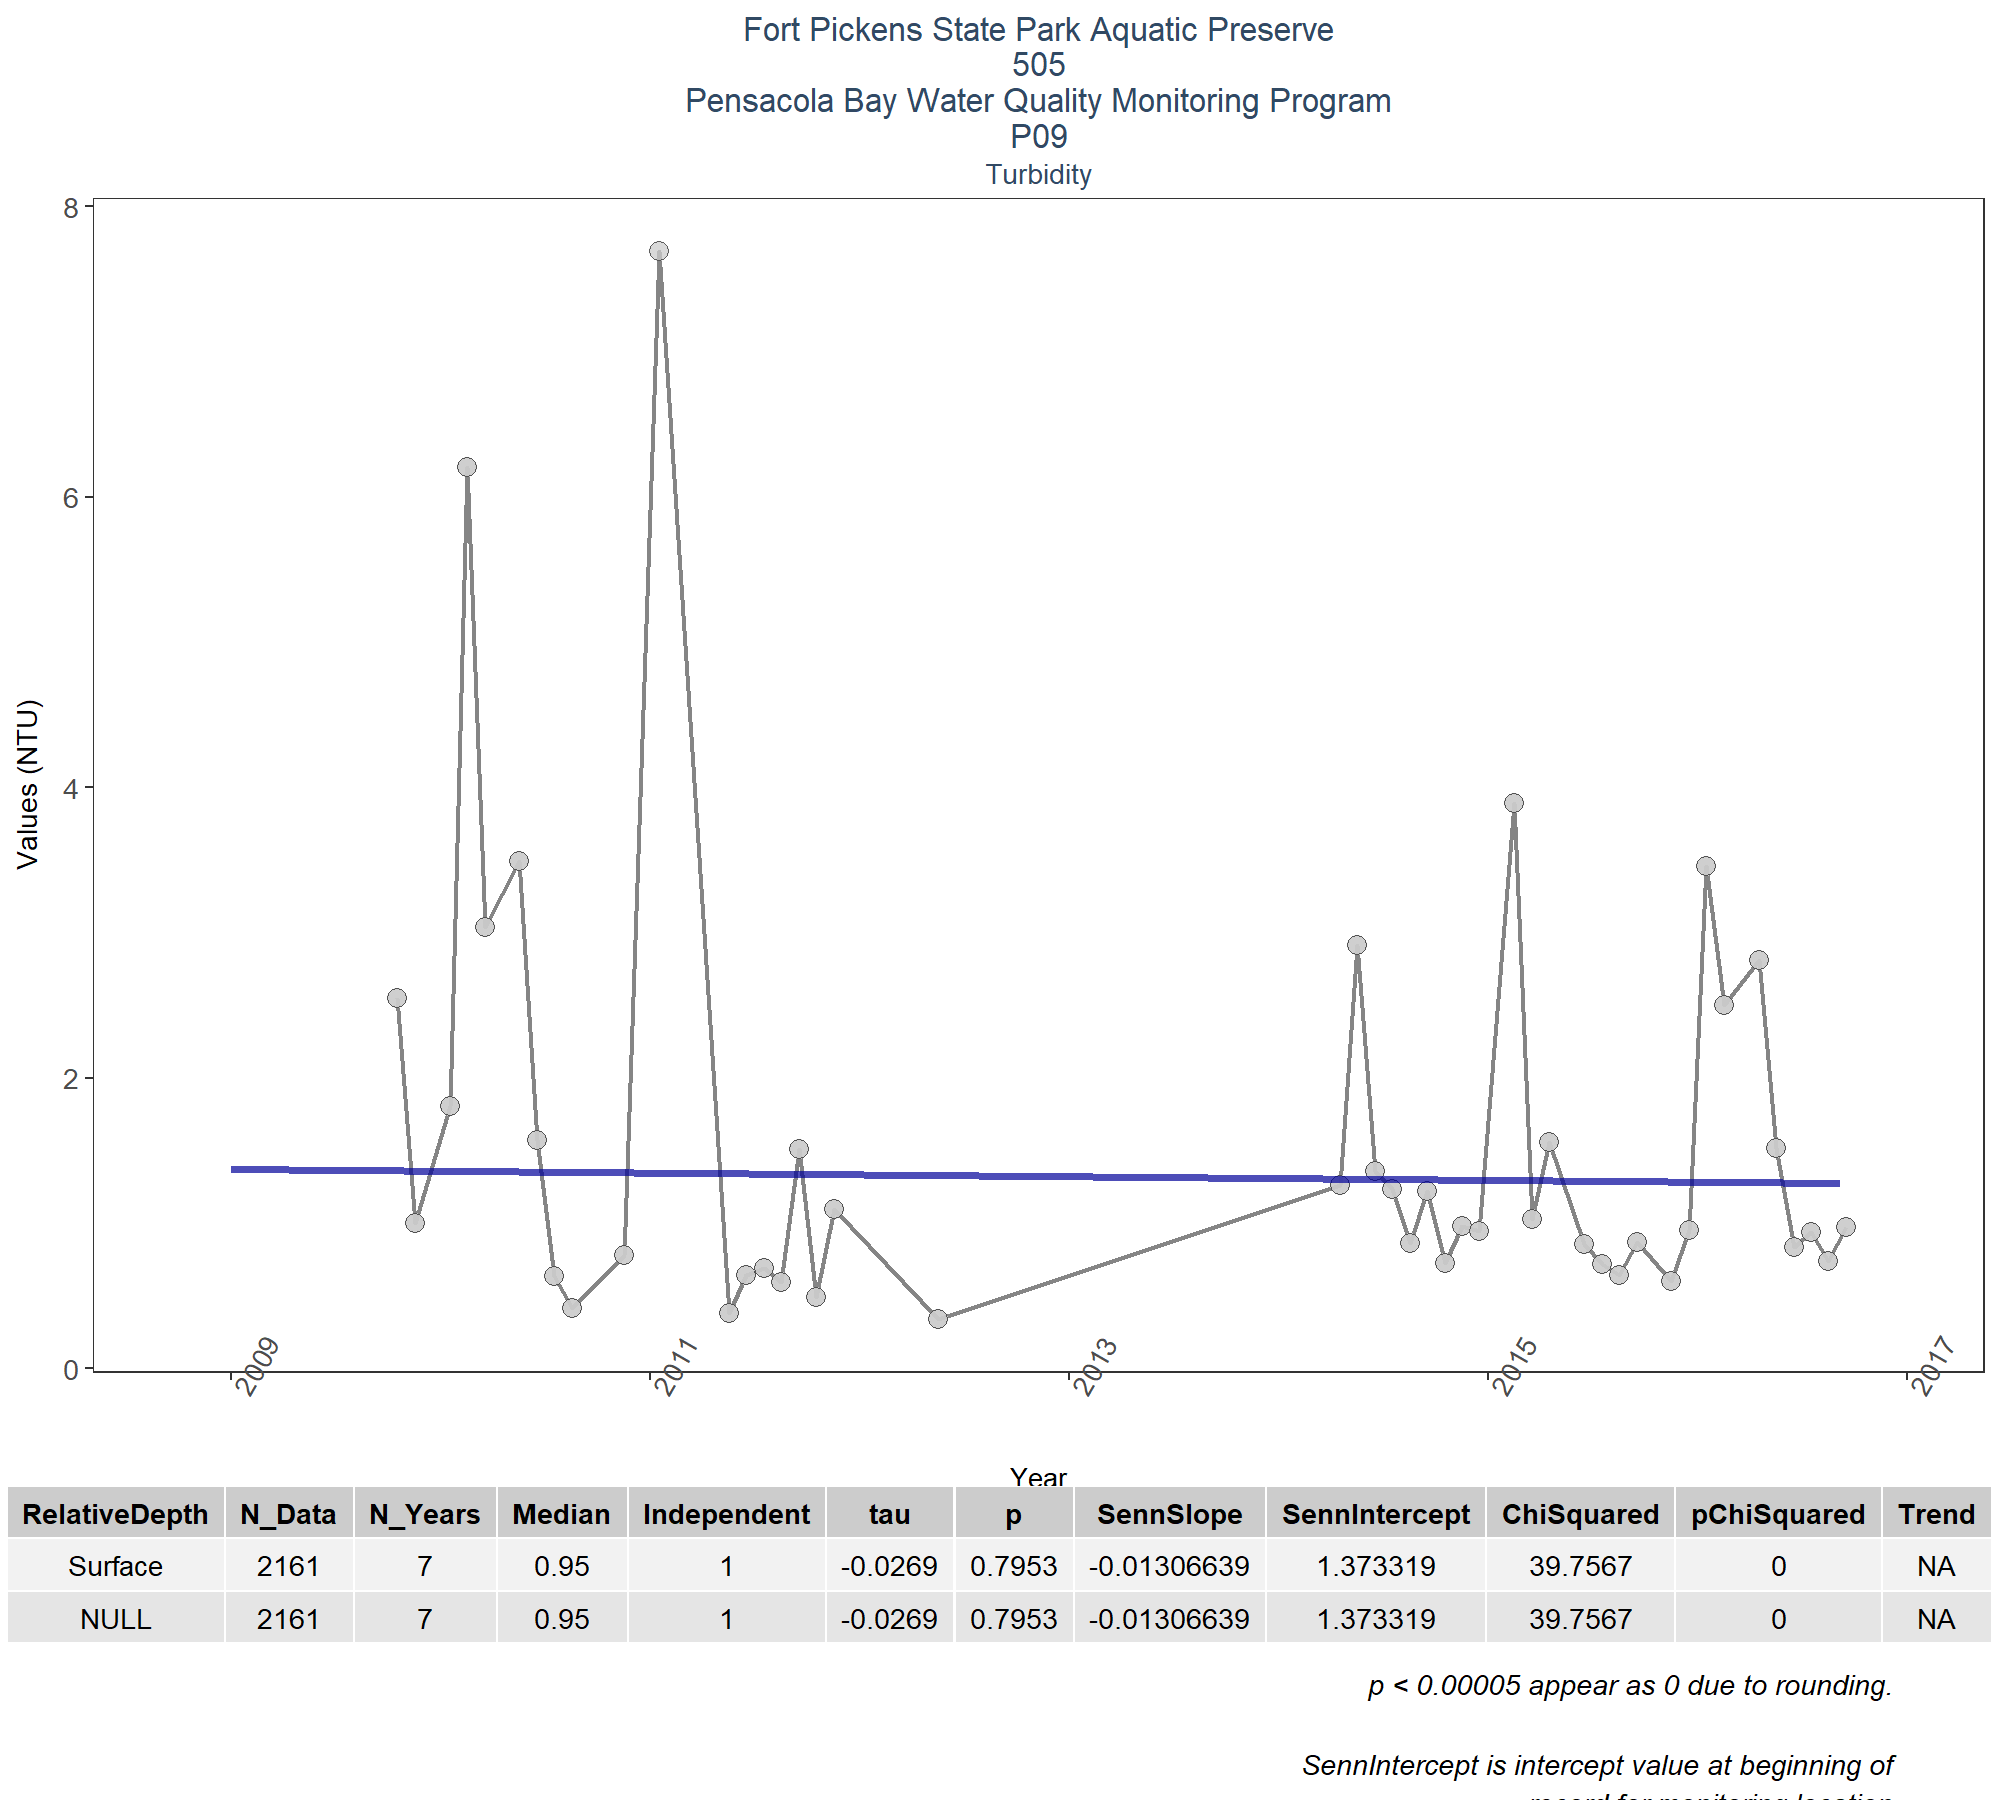 Fort Pickens State Park Aquatic Preserve
505
Pensacola Bay Water Quality Monitoring Program
P09
Turbidity
8
6
4
2
0
Values (NTU)
2009 2011 2013 2015 2017
Year
RelativeDepth N_Data N_Years Median Independent tau p SennSlope SennIntercept ChiSquared pChiSquared Trend
Surface 2161 7 0.95 1 -0.0269 0.7953 -0.01306639 1.373319 39.7567 0 NA
NULL 2161 7 0.95 1 -0.0269 0.7953 -0.01306639 1.373319 39.7567 0 NA
p < 0.00005 appear as 0 due to rounding.
SennIntercept is intercept value at beginning of
record for monitoring location